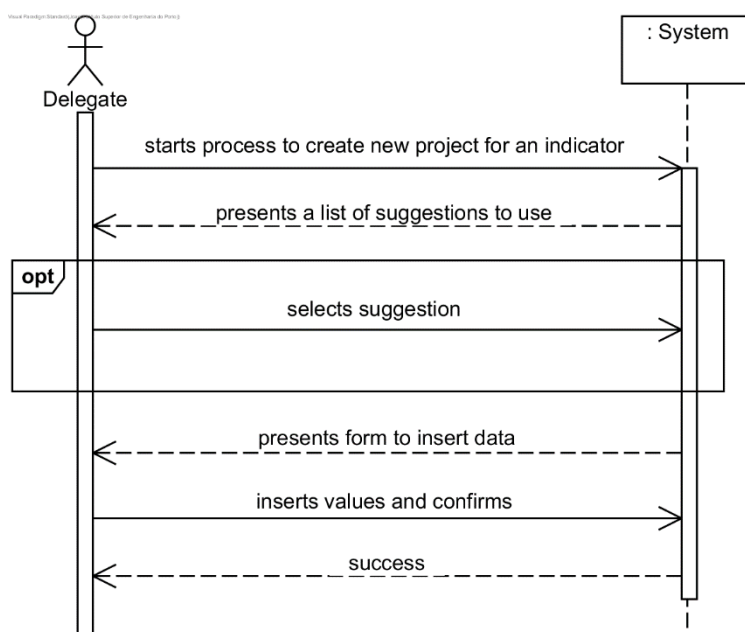 Delegate
: System
starts process to create new project for an indicator
presents a list of suggestions to use
opt
selects suggestion
presents form to insert data
inserts values and confirms
success